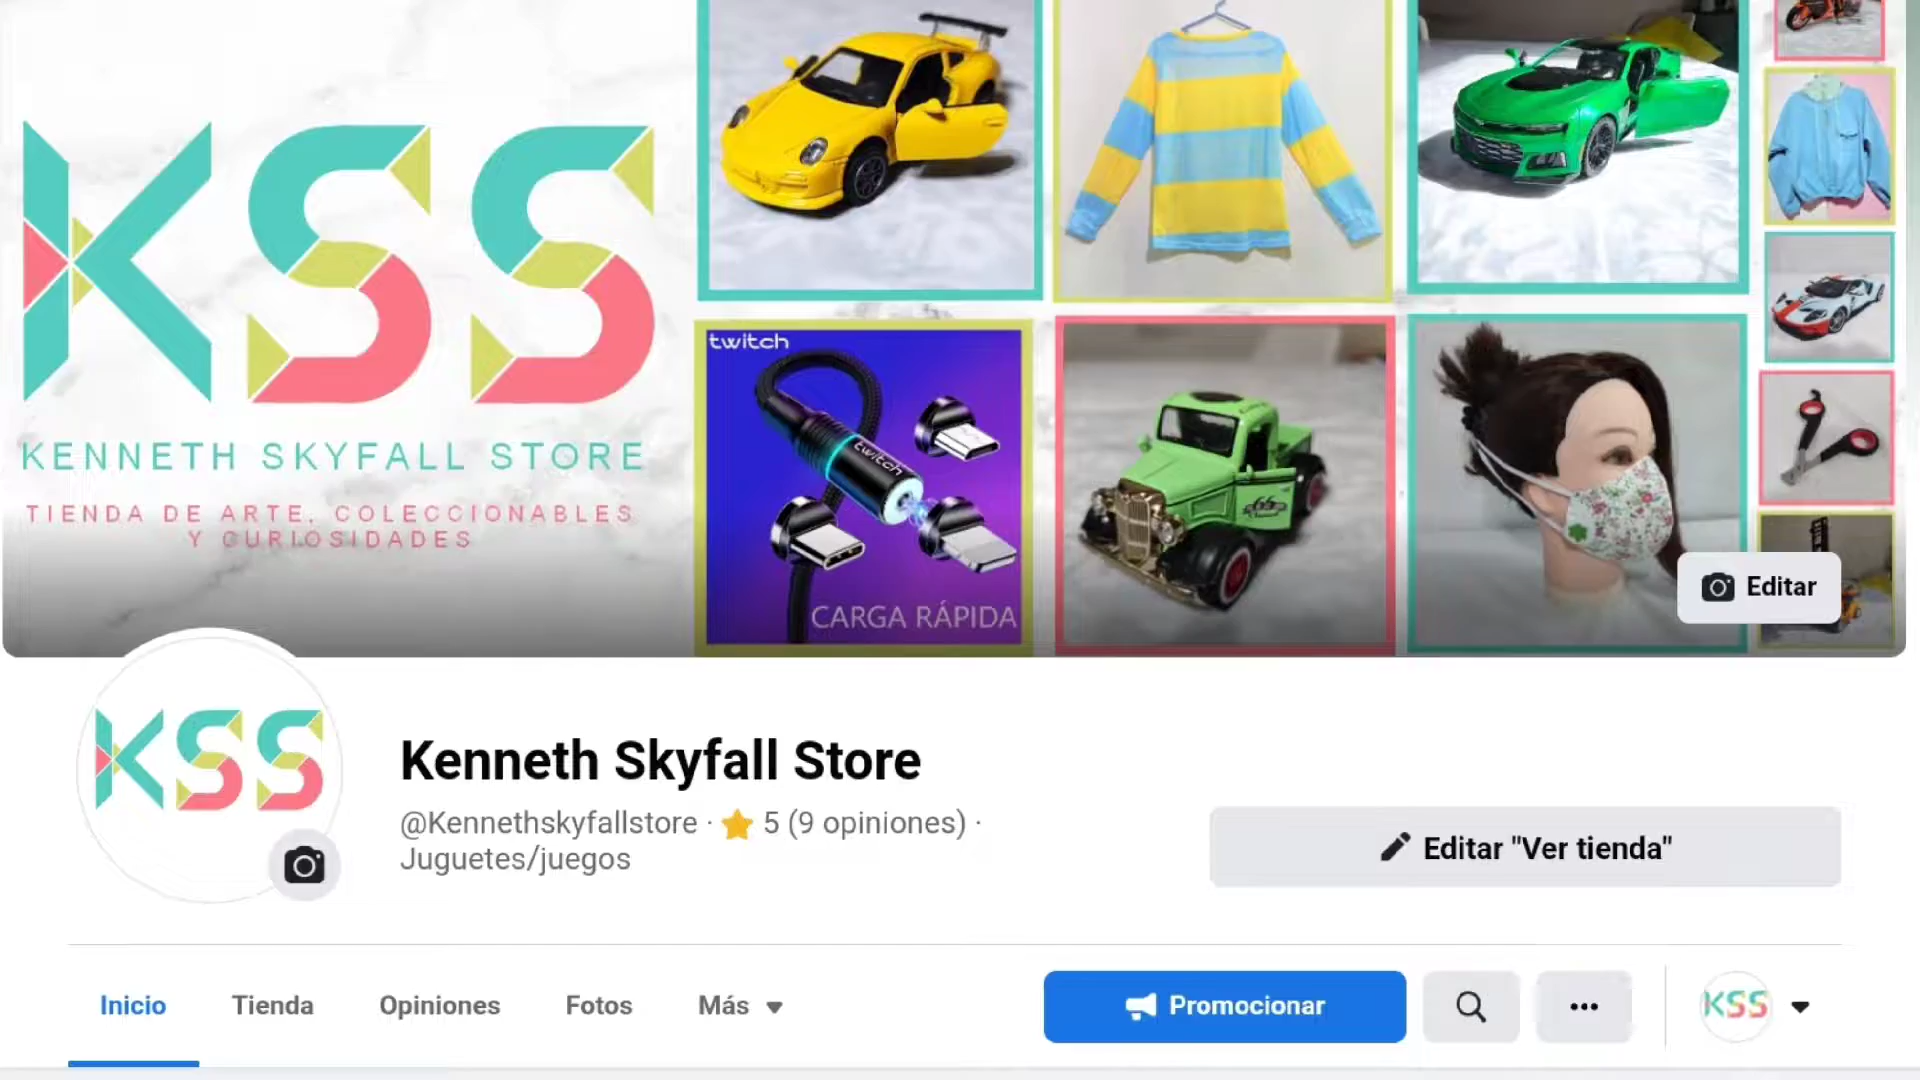 KSS
KENNETH SKYFALL STORE
TIENDA DE ARTE, COLECCIONABLES
Y CURIOSIDADES
twitch
twitch
CARGA RÁPIDA
Editar
KSS
Kenneth Skyfall Store
@Kennethskyfallstore · 5 (9 opiniones) ·
Juguetes/juegos
Editar "Ver tienda"
Inicio Tienda Opiniones Fotos Más
Promocionar
KSS